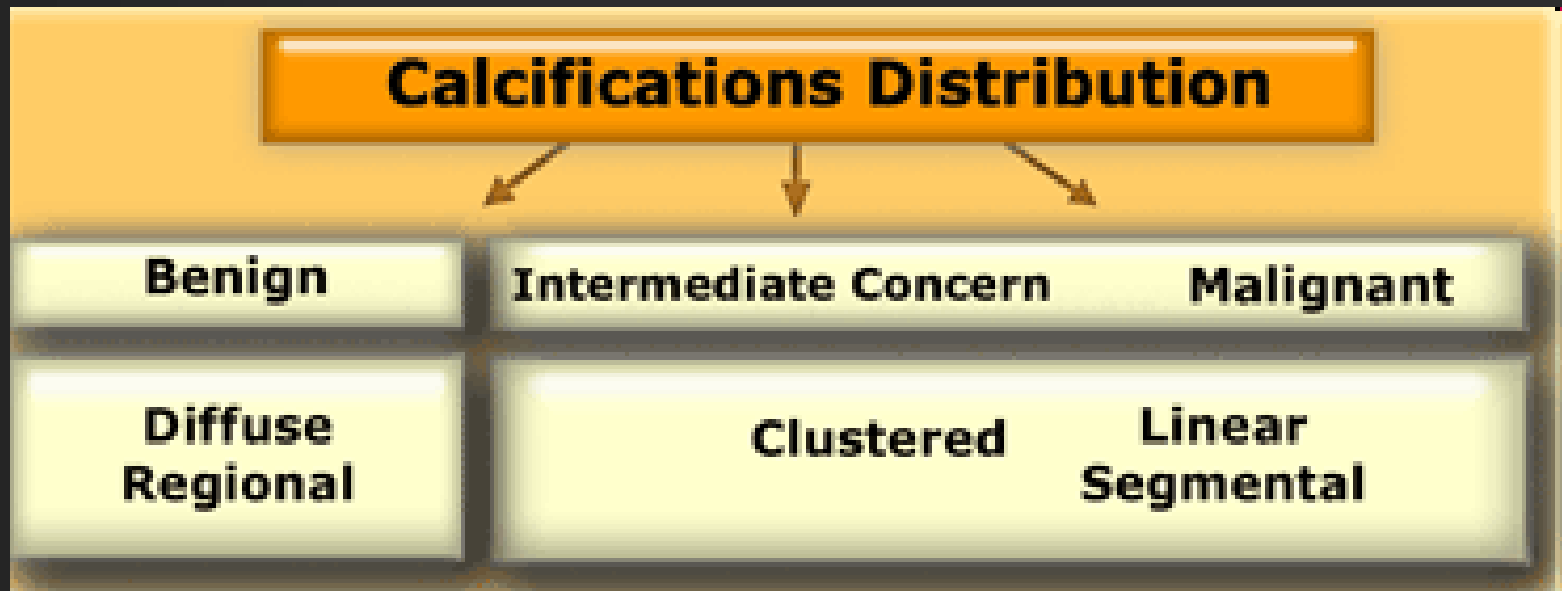 Calcifications Distribution
Benign
Intermediate Concern
Malignant
Diffuse
Regional
Clustered
Linear
Segmental